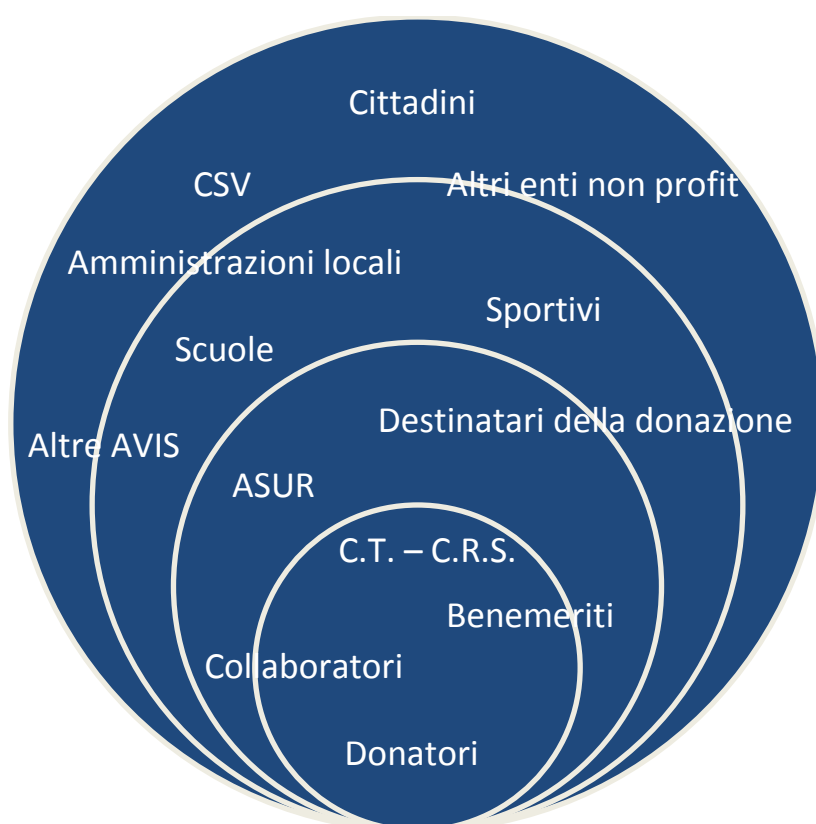 Cittadini
CSV
Altri enti non profit
Amministrazioni locali
Sportivi
Scuole
Destinatari della donazione
Altre AVIS
ASUR
C.T. – C.R.S.
Benemeriti
Collaboratori
Donatori